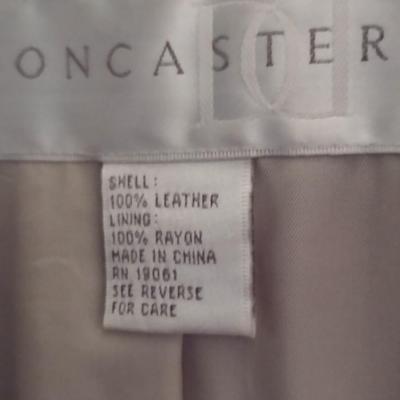 ONCASTER
SHELL:
100% LEATHER
LINING:
100% RAYON
MADE IN CHINA
RN 19061
SEE REVERSE
FOR CARE